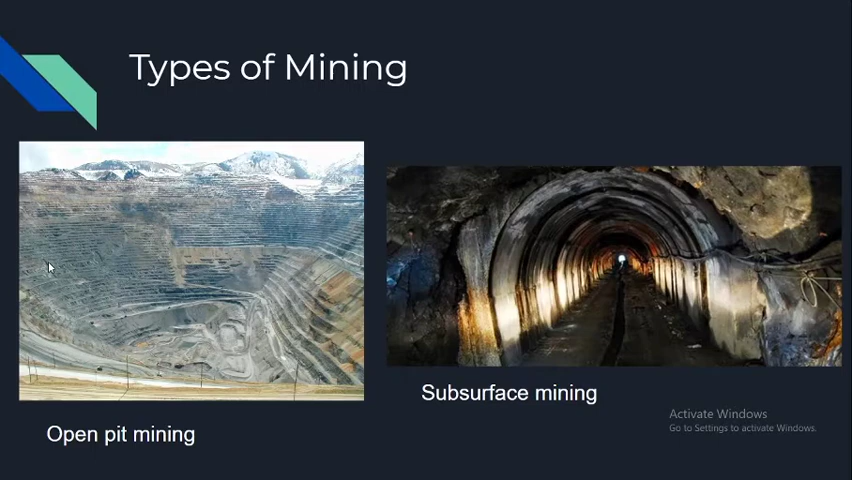 Types of Mining
Subsurface mining
Open pit mining
Activate Windows
Go to Settings to activate Windows.